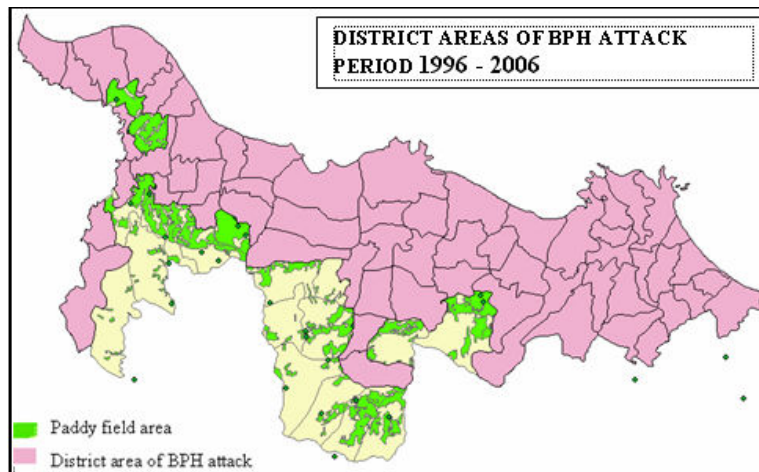 DISTRICT AREAS OF BPH ATTACK
PERIOD 1996 - 2006
Paddy field area
District area of BPH attack